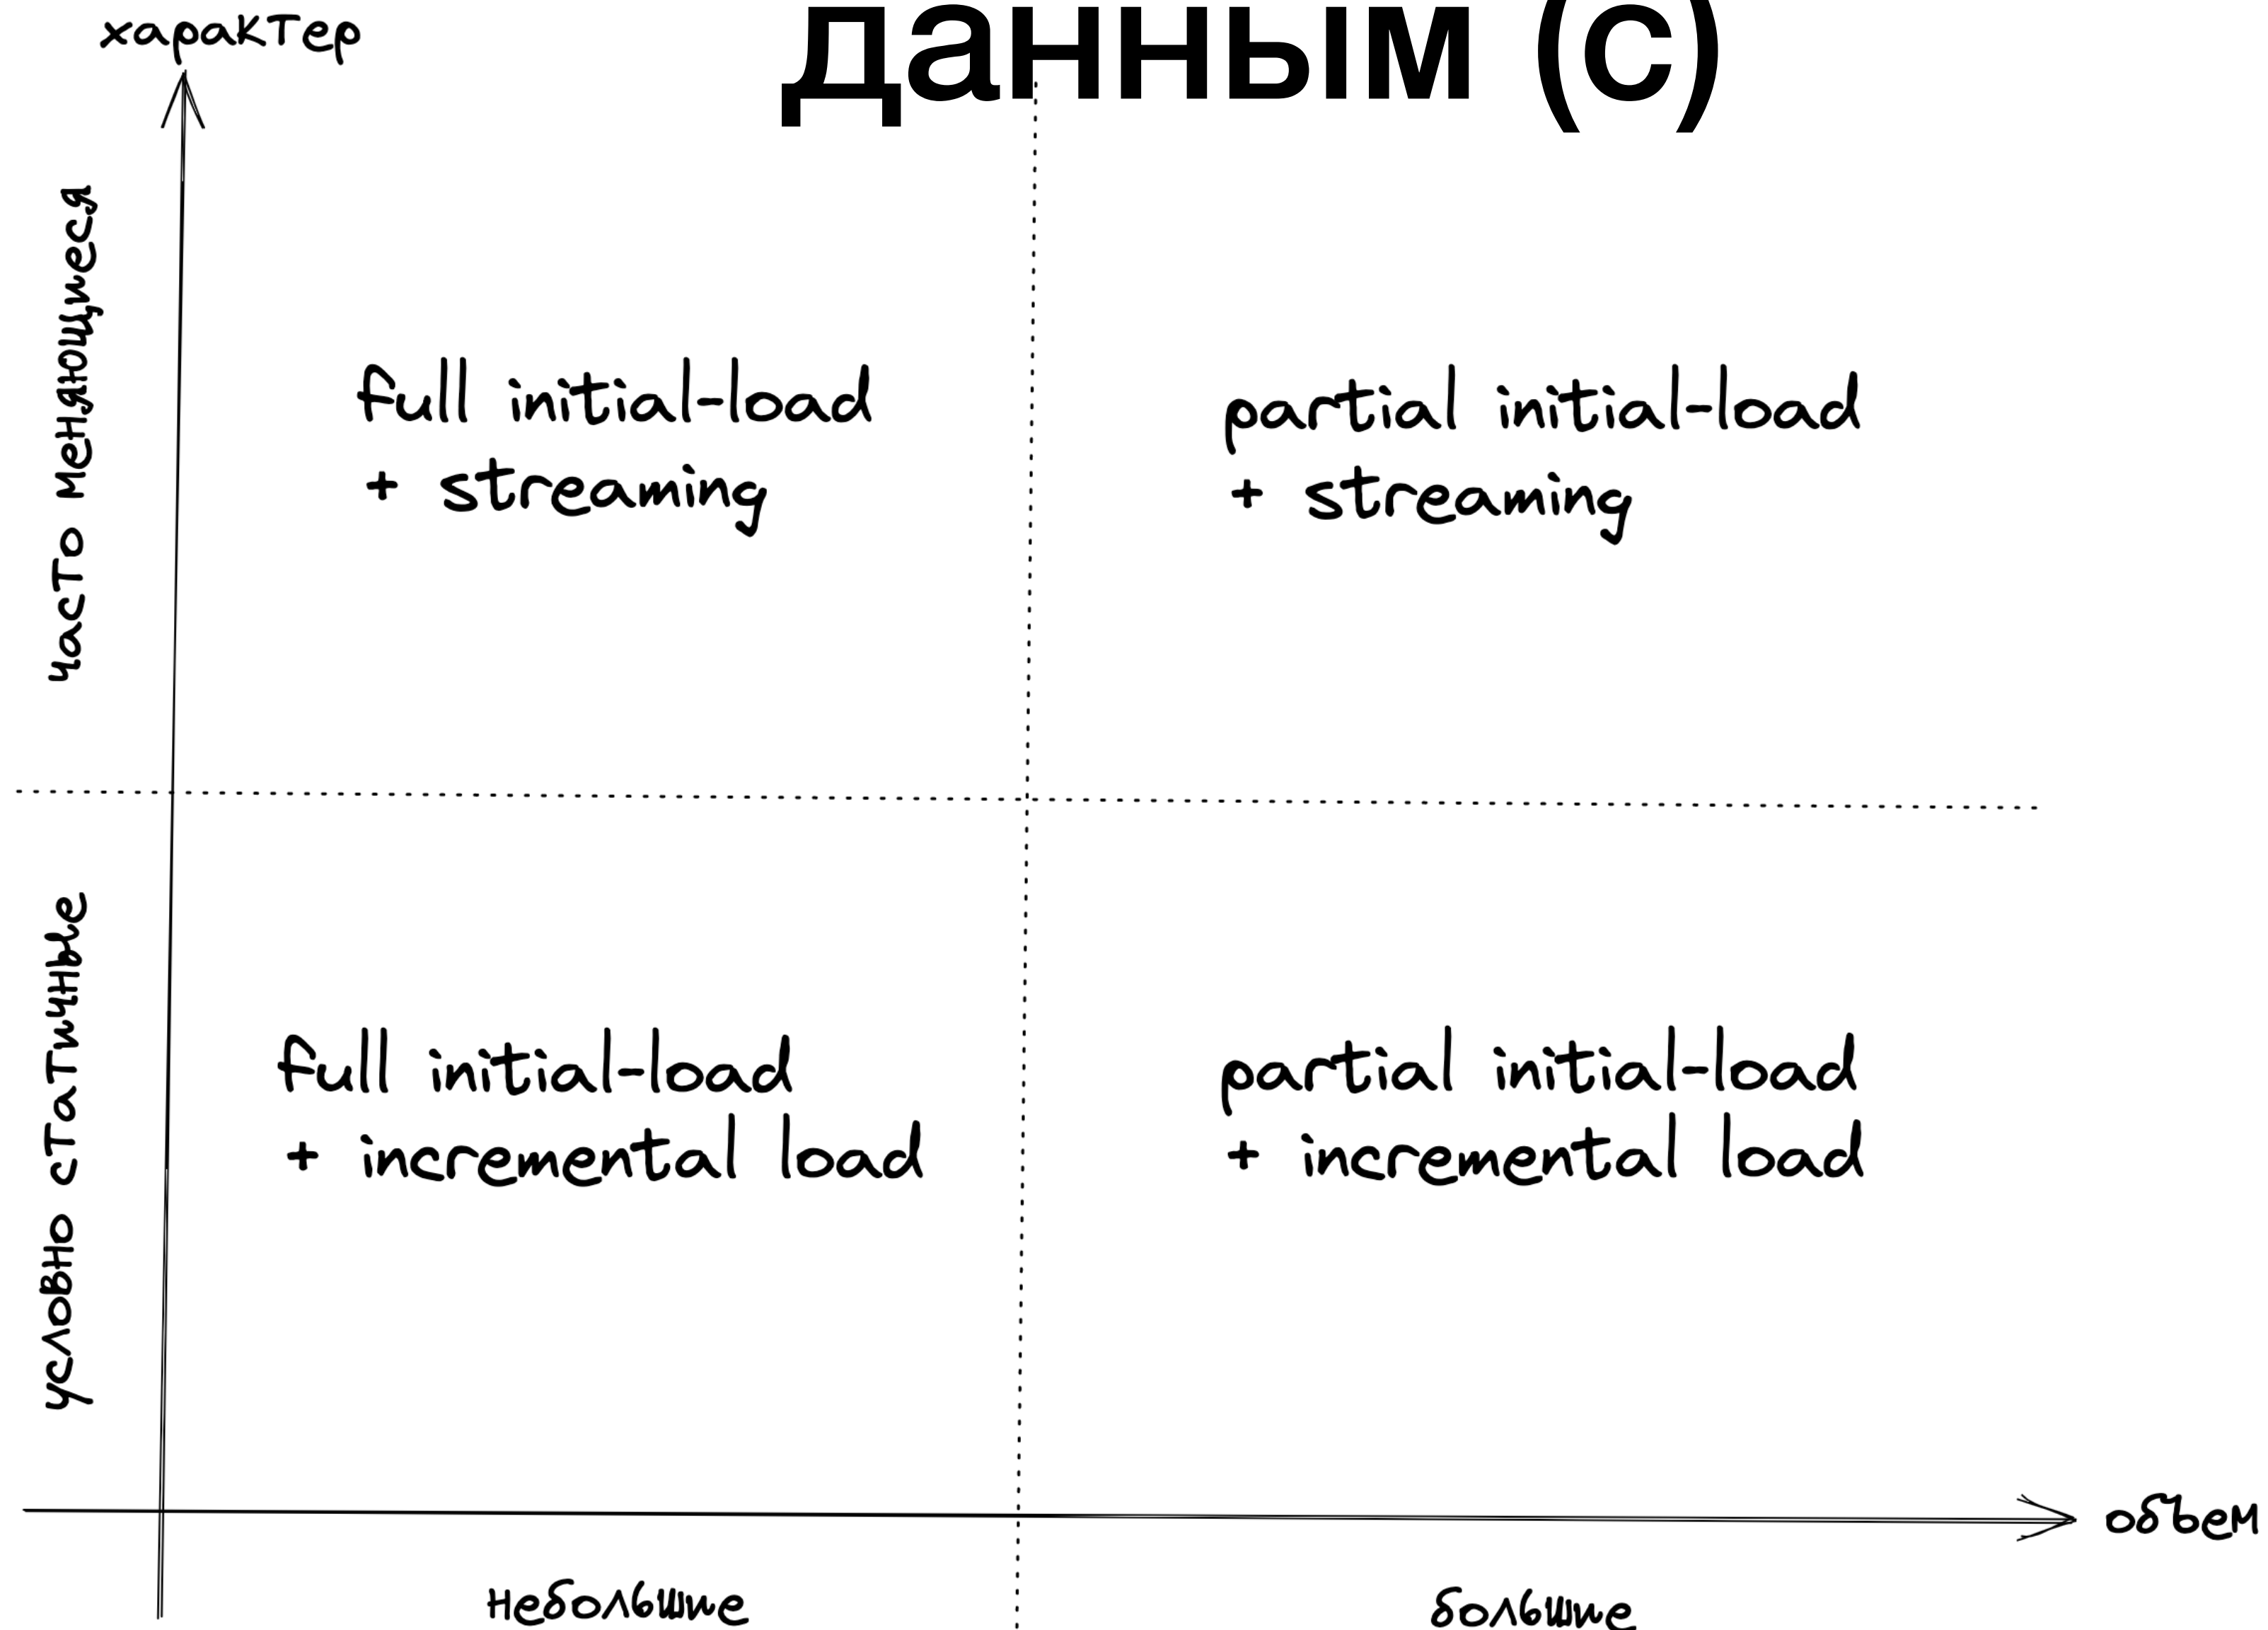 данным (с)
характер
часто меняющиеся
full initial-load
+ streaming
partial initial-load
+ streaming
условно статичные
full initial-load
+ incremental load
partial initial-load
+ incremental load
объем
небольшие
большие